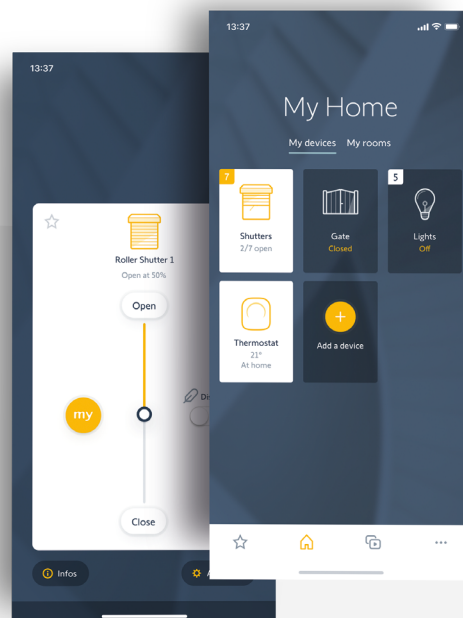 13:37
Roller Shutter 1
Open at 50%
Open
my
Close
Infos
13:37
My Home
My devices My rooms
7
Shutters
2/7 open
Gate
Closed
5
Lights
Off
Thermostat
21°
At home
+
Add a device